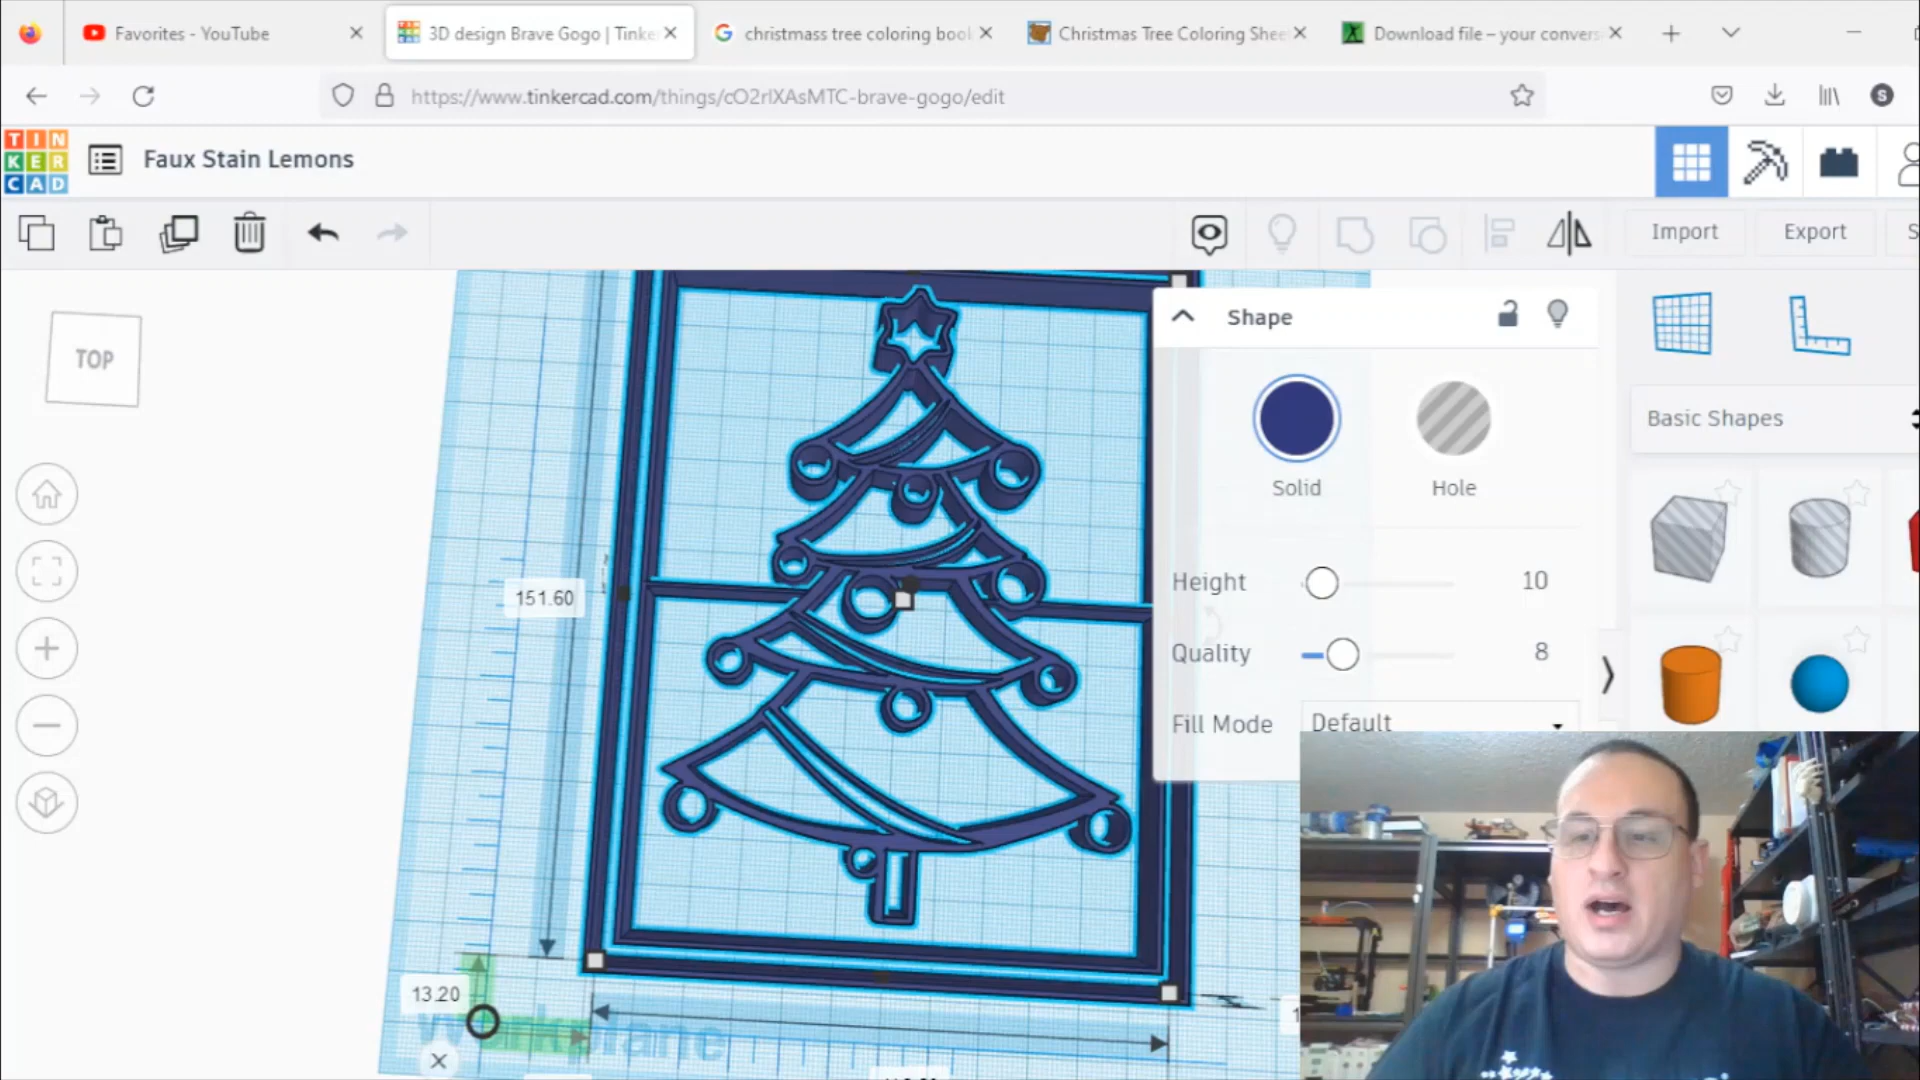 Favorites - YouTube
3D design Brave Gogo | Tinke
christmass tree coloring bool
Christmas Tree Coloring Shee
Download file – your convers
https://www.tinkercad.com/things/cO2rlXAsMTC-brave-gogo/edit
S
TIN
KER
CAD
Faux Stain Lemons
Import
Export
S
TOP
Shape
Solid
Hole
Height
10
Quality
8
Fill Mode
Default
Basic Shapes
151.60
13.20
Workplane